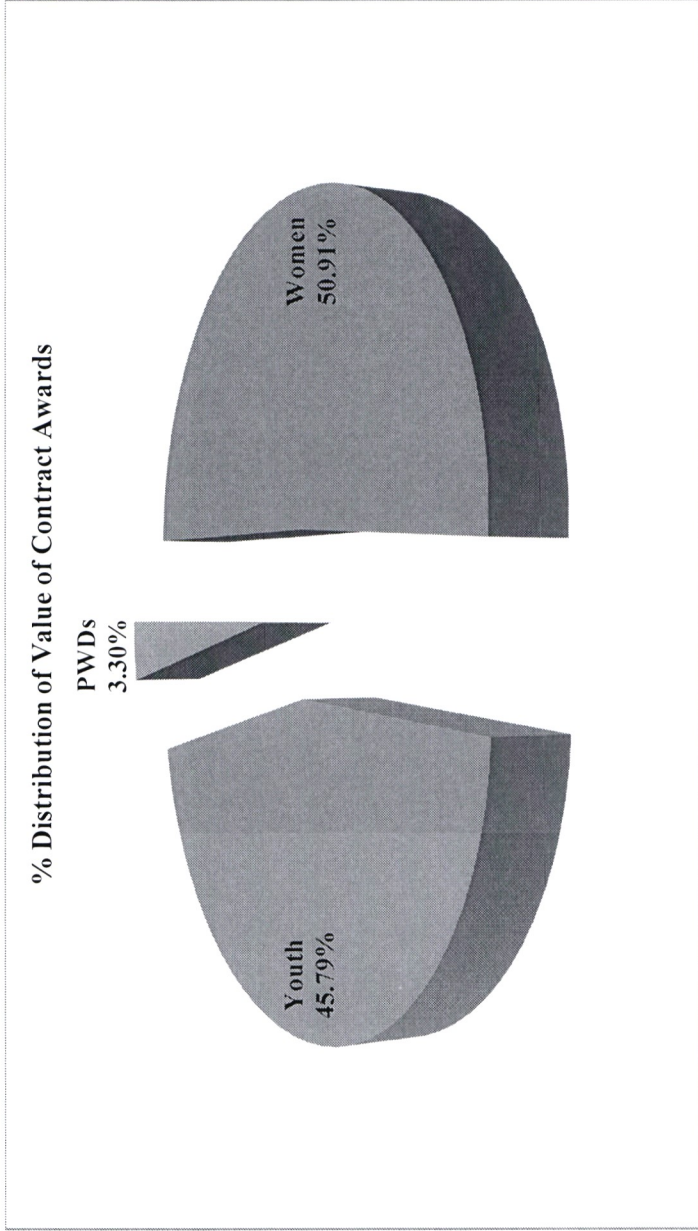 % Distribution of Value of Contract Awards
PWDs
3.30%
Youth
45.79%
Women
50.91%